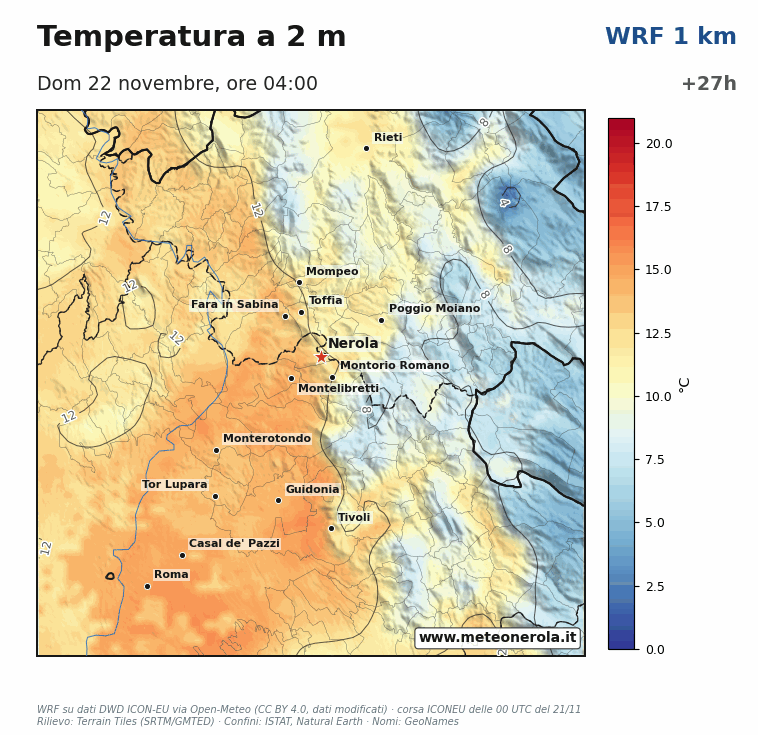 Temperatura a 2 m
WRF 1 km
Dom 22 novembre, ore 04:00
+27h
Rieti
8
4
12
12
8
Mompeo
12
8
Fara in Sabina
Toffia
Poggio Moiano
12
Nerola
Montorio Romano
Montelibretti
8
12
Monterotondo
Tor Lupara
Guidonia
Tivoli
12
Casal de' Pazzi
Roma
www.meteonerola.it
20.0
17.5
15.0
12.5
10.0
7.5
5.0
2.5
0.0
°C
WRF su dati DWD ICON-EU via Open-Meteo (CC BY 4.0, dati modificati) · corsa ICONEU delle 00 UTC del 21/11
Rilievo: Terrain Tiles (SRTM/GMTED) · Confini: ISTAT, Natural Earth · Nomi: GeoNames